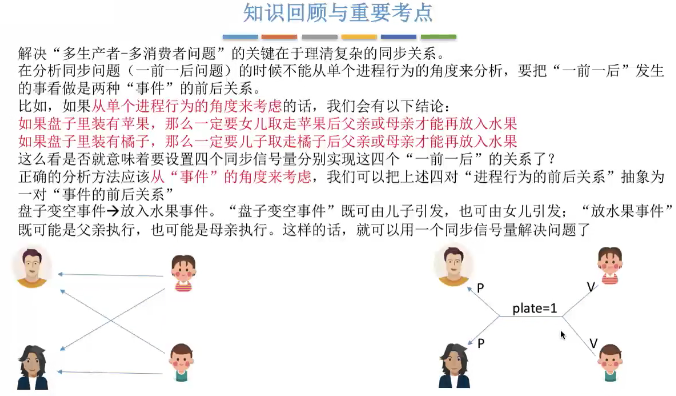 知识回顾与重要考点
解决“多生产者-多消费者问题”的关键在于理清复杂的同步关系。
在分析同步问题（一前一后问题）的时候不能从单个进程行为的角度来分析，要把“一前一后”发生
的事看做是两种“事件”的前后关系。
比如，如果从单个进程行为的角度来考虑的话，我们会有以下结论：
如果盘子里装有苹果，那么一定要女儿取走苹果后父亲或母亲才能再放入水果
如果盘子里装有橘子，那么一定要儿子取走橘子后父亲或母亲才能再放入水果
这么看是否就意味着要设置四个同步信号量分别实现这四个“一前一后”的关系了？
正确的分析方法应该从“事件”的角度来考虑，我们可以把上述四对“进程行为的前后关系”抽象为
一对“事件的前后关系”
盘子变空事件→放入水果事件。“盘子变空事件”既可由儿子引发，也可由女儿引发；“放水果事件”
既可能是父亲执行，也可能是母亲执行。这样的话，就可以用一个同步信号量解决问题了
P
V
plate=1
P
V